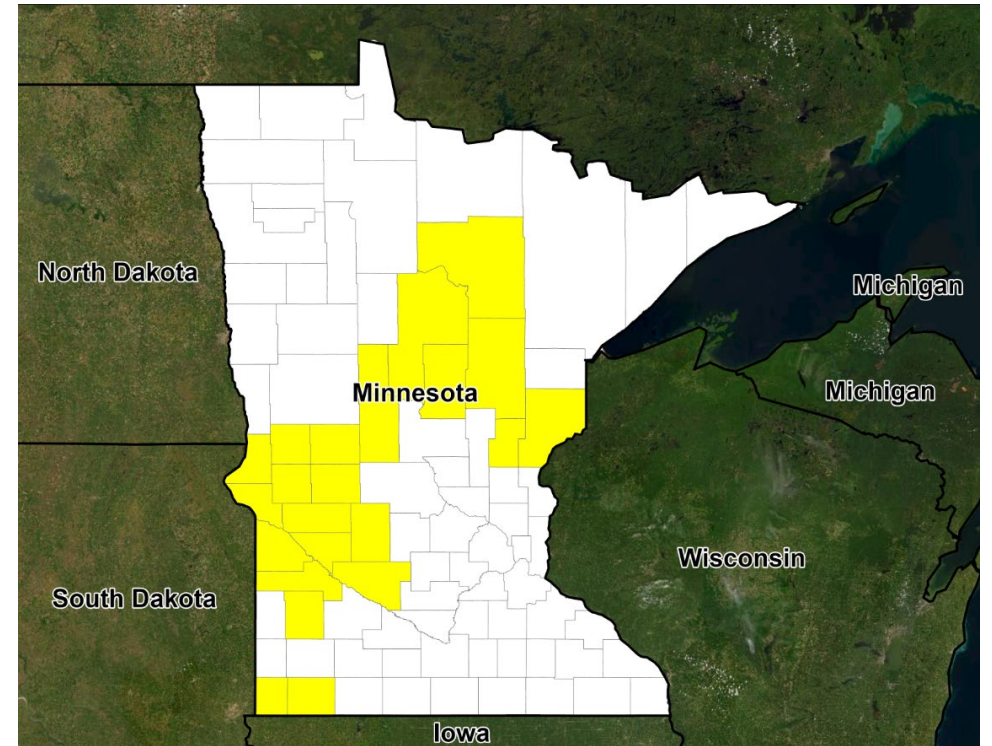 North Dakota
Michigan
Minnesota
Michigan
Wisconsin
South Dakota
Iowa